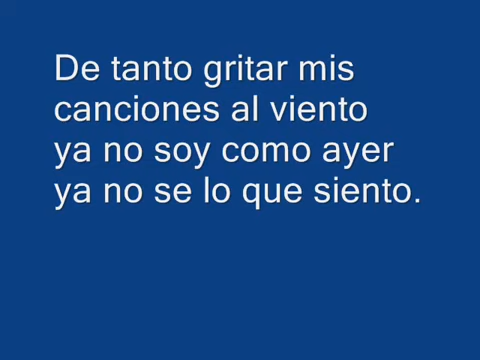 De tanto gritar mis
canciones al viento
ya no soy como ayer
ya no se lo que siento.